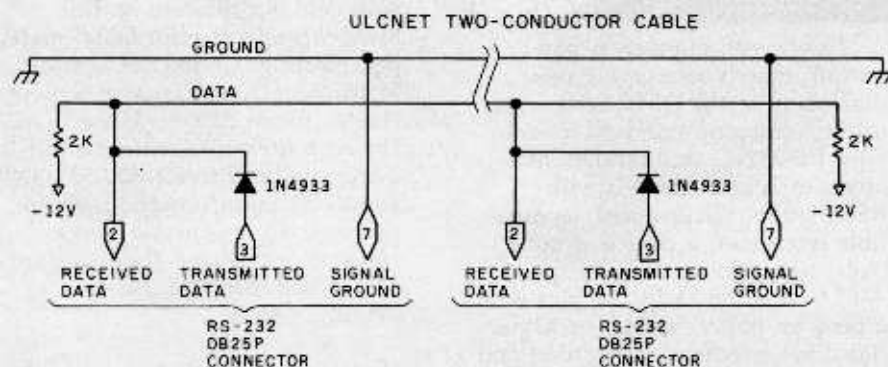 ULCNET TWO-CONDUCTOR CABLE
GROUND
DATA
2K
-12V
1N4933
2
3
7
RECEIVED DATA
TRANSMITTED DATA
SIGNAL GROUND
RS-232
DB25P
CONNECTOR
1N4933
2K
-12V
2
3
7
RECEIVED DATA
TRANSMITTED DATA
SIGNAL GROUND
RS-232
DB25P
CONNECTOR